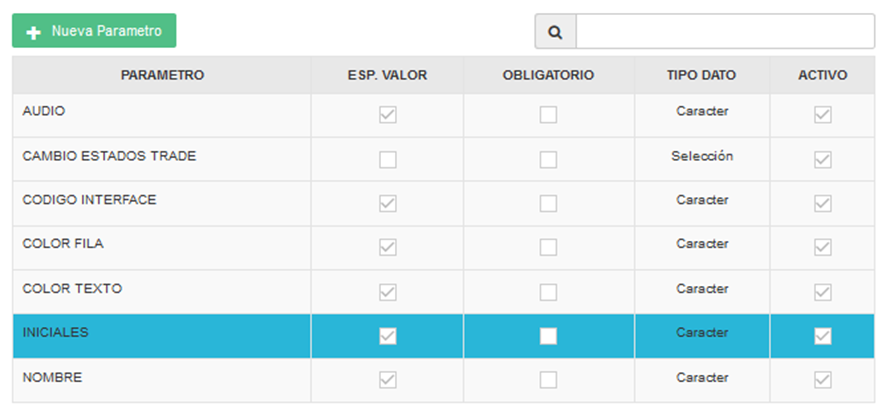 Nueva Parametro
PARAMETRO ESP. VALOR OBLIGATORIO TIPO DATO ACTIVO
AUDIO Caracter
CAMBIO ESTADOS TRADE Selección
CODIGO INTERFACE Caracter
COLOR FILA Caracter
COLOR TEXTO Caracter
INICIALES Caracter
NOMBRE Caracter